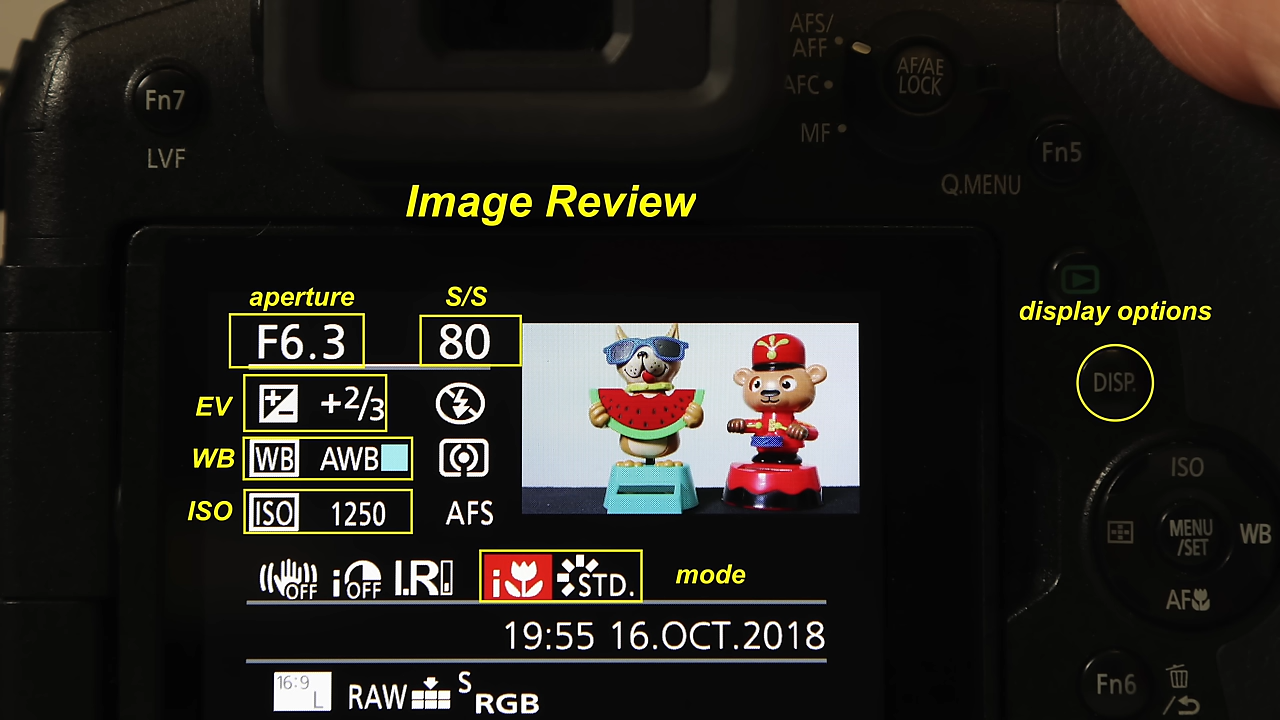 AFS/
AFF
AF/AE
LOCK
AFC
MF
Fn7
LVF
Fn5
Q.MENU
Image Review
aperture
S/S
F6.3
80
display options
DISP.
EV
+2/3
WB
WB
AWB
ISO
ISO
1250
AFS
ISO
MENU
/SET
WB
AF
OFF
i OFF
I.R
i
STD.
mode
19:55 16.OCT.2018
16:9
L
RAW
sRGB
Fn6